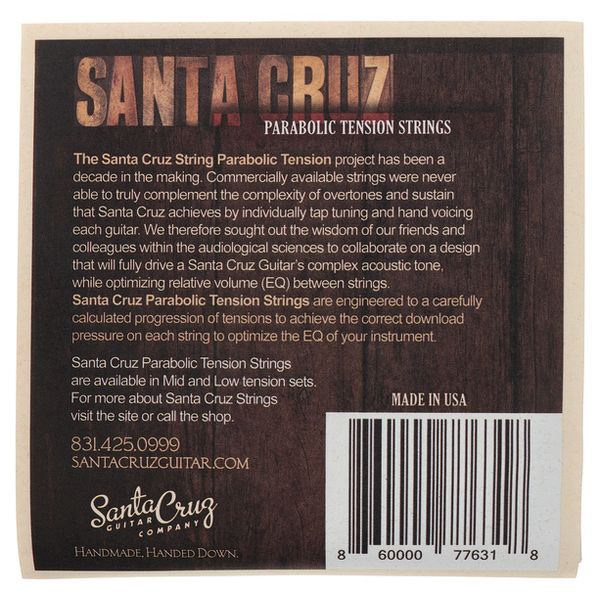 SANTA CRUZ
PARABOLIC TENSION STRINGS
The Santa Cruz String Parabolic Tension project has been a
decade in the making. Commercially available strings were never
able to truly complement the complexity of overtones and sustain
that Santa Cruz achieves by individually tap tuning and hand voicing
each guitar. We therefore sought out the wisdom of our friends and
colleagues within the audiological sciences to collaborate on a design
that will fully drive a Santa Cruz Guitar's complex acoustic tone,
while optimizing relative volume (EQ) between strings.
Santa Cruz Parabolic Tension Strings are engineered to a carefully
calculated progression of tensions to achieve the correct download
pressure on each string to optimize the EQ of your instrument.
Santa Cruz Parabolic Tension Strings
are available in Mid and Low tension sets.
For more about Santa Cruz Strings
visit the site or call the shop.
831.425.0999
SANTACRUZGUITAR.COM
Santa Cruz
GUITAR
COMPANY
HANDMADE, HANDED DOWN.
MADE IN USA
8 60000 77631 8